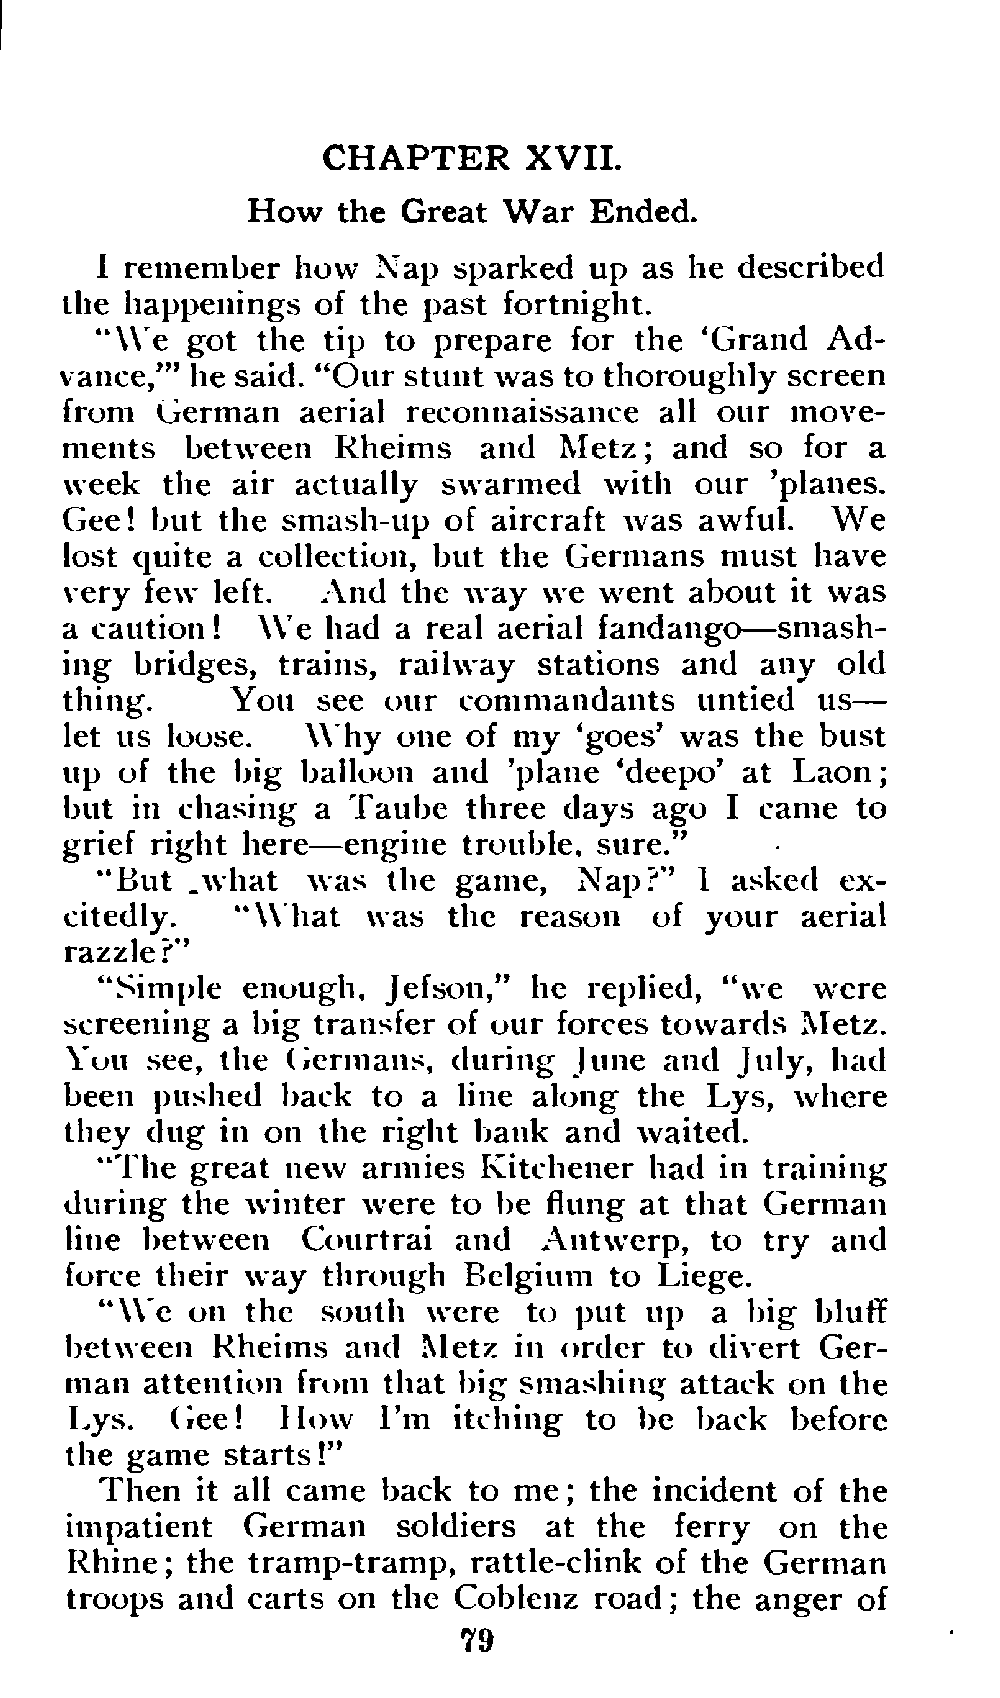 CHAPTER XVII.
How the Great War Ended.
I remember how Nap sparked up as he described
the happenings of the past fortnight.
"We got the tip to prepare for the 'Grand Ad-
vance,'" he said. "Our stunt was to thoroughly screen
from German aerial reconnaissance all our move-
ments between Rheims and Metz; and so for a
week the air actually swarmed with our 'planes.
Gee! but the smash-up of aircraft was awful. We
lost quite a collection, but the Germans must have
very few left. And the way we went about it was
a caution! We had a real aerial fandango—smash-
ing bridges, trains, railway stations and any old
thing. You see our commandants untied us—
let us loose. Why one of my 'goes' was the bust
up of the big balloon and 'plane 'deepo' at Laon;
but in chasing a Taube three days ago I came to
grief right here—engine trouble, sure."
"But what was the game, Nap?" I asked ex-
citedly. "What was the reason of your aerial
razzle?"
"Simple enough, Jefson," he replied, "we were
screening a big transfer of our forces towards Metz.
You see, the Germans, during June and July, had
been pushed back to a line along the Lys, where
they dug in on the right bank and waited.
"The great new armies Kitchener had in training
during the winter were to be flung at that German
line between Courtrai and Antwerp, to try and
force their way through Belgium to Liege.
"We on the south were to put up a big bluff
between Rheims and Metz in order to divert Ger-
man attention from that big smashing attack on the
Lys. Gee! How I'm itching to be back before
the game starts!"
Then it all came back to me; the incident of the
impatient German soldiers at the ferry on the
Rhine; the tramp-tramp, rattle-clink of the German
troops and carts on the Coblenz road; the anger of
79